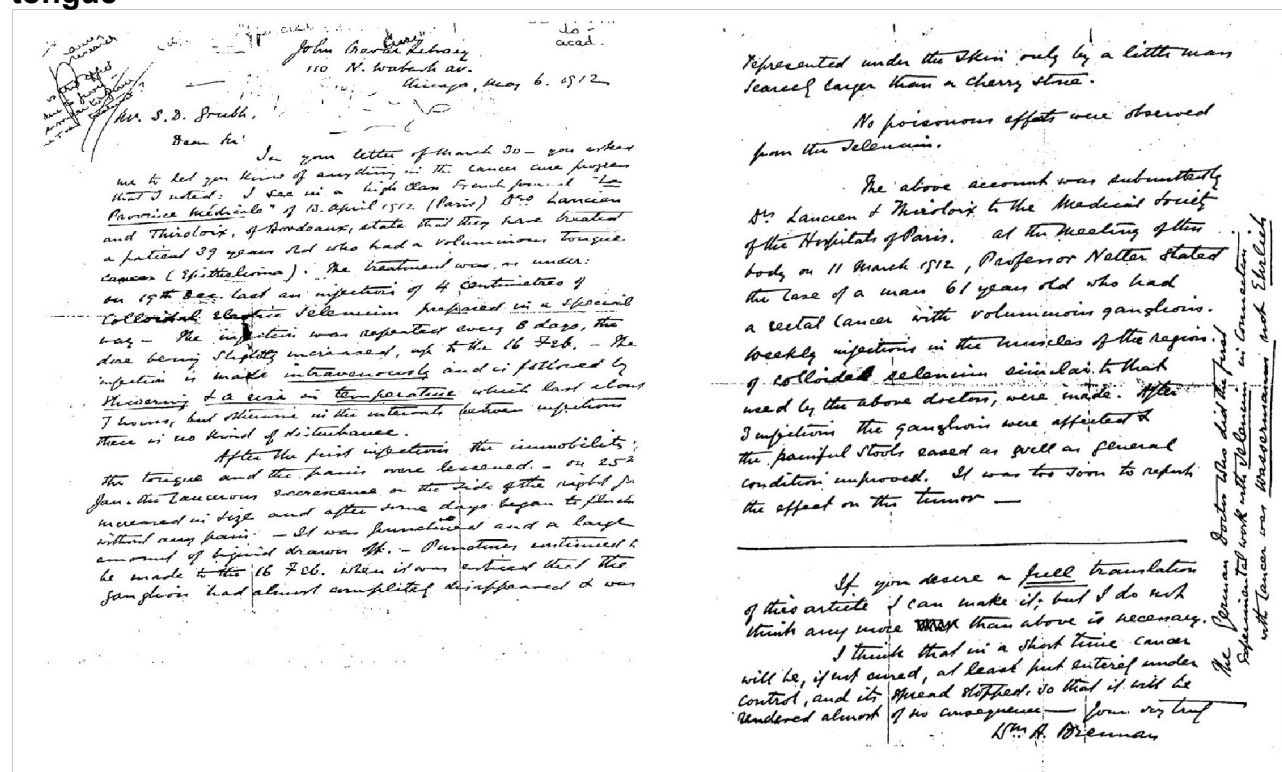 tongue
acad.
John Crerar Library
110 N. Wabash av.
Chicago, May 6. 1912
Mr. S. D. Smith,
Dear Sir:
In your letter of March 30 - you asked
me to let you know of anything in the cancer cure progress
that I noted: I see in a high class French journal "La
Province Médicale" of 13 April 1912 (Paris) Drs Lancien
and Thiroloix, of Bordeaux, state that they have treated
a patient 39 years old who had a voluminous tongue
cancer (Epithelioma). The treatment was, as under:
on 19th Dec. last an injection of 4 centimetres of
Colloidal Selenium prepared in a special
way - The injection was repeated every 8 days, the
dose being slightly increased, up to the 16 Feb. - The
injection is made intravenously and is followed by
shivering & a rise in temperature which last about
3 hours, but otherwise in the intervals between injections
there is no kind of disturbance.
After the first injections the immobility
the tongue and the pains were lessened. - on 25th
Jan. the cancerous excrescence on the side of the right
increased in size and after some days began to
without any pain. - It was punctured and a large
amount of liquid drawn off. - Punctures continued to
be made to the 16 Feb. when it was noticed that the
ganglion had almost completely disappeared & was
represented under the skin only by a little mass
scarcely larger than a cherry stone.
No poisonous effects were observed
from the selenium.
The above account was submitted by
Drs Lancien & Thiroloix to the Medical Society
of the Hospitals of Paris. At the meeting of this
body on 11 March 1912, Professor Netter stated
the case of a man 61 years old who had
a rectal cancer with voluminous ganglions.
Weekly injections in the muscles of the region.
of colloidal selenium similar to that
used by the above doctors, were made. After
3 injections the ganglions were affected &
the painful stools eased as well as general
condition improved. It was too soon to report
the effect on the tumor —
If you desire a full translation
of this article I can make it; but I do not
think any more than above is necessary.
I think that in a short time cancer
will be, if not cured, at least put entirely under
control, and its spread stopped, so that it will be
rendered almost of no consequence — Yours very truly
Wm A. Brennan
The German Doctor who did the first
experimental work with selenium in connection
with cancer was Wassermann not Ehrlich